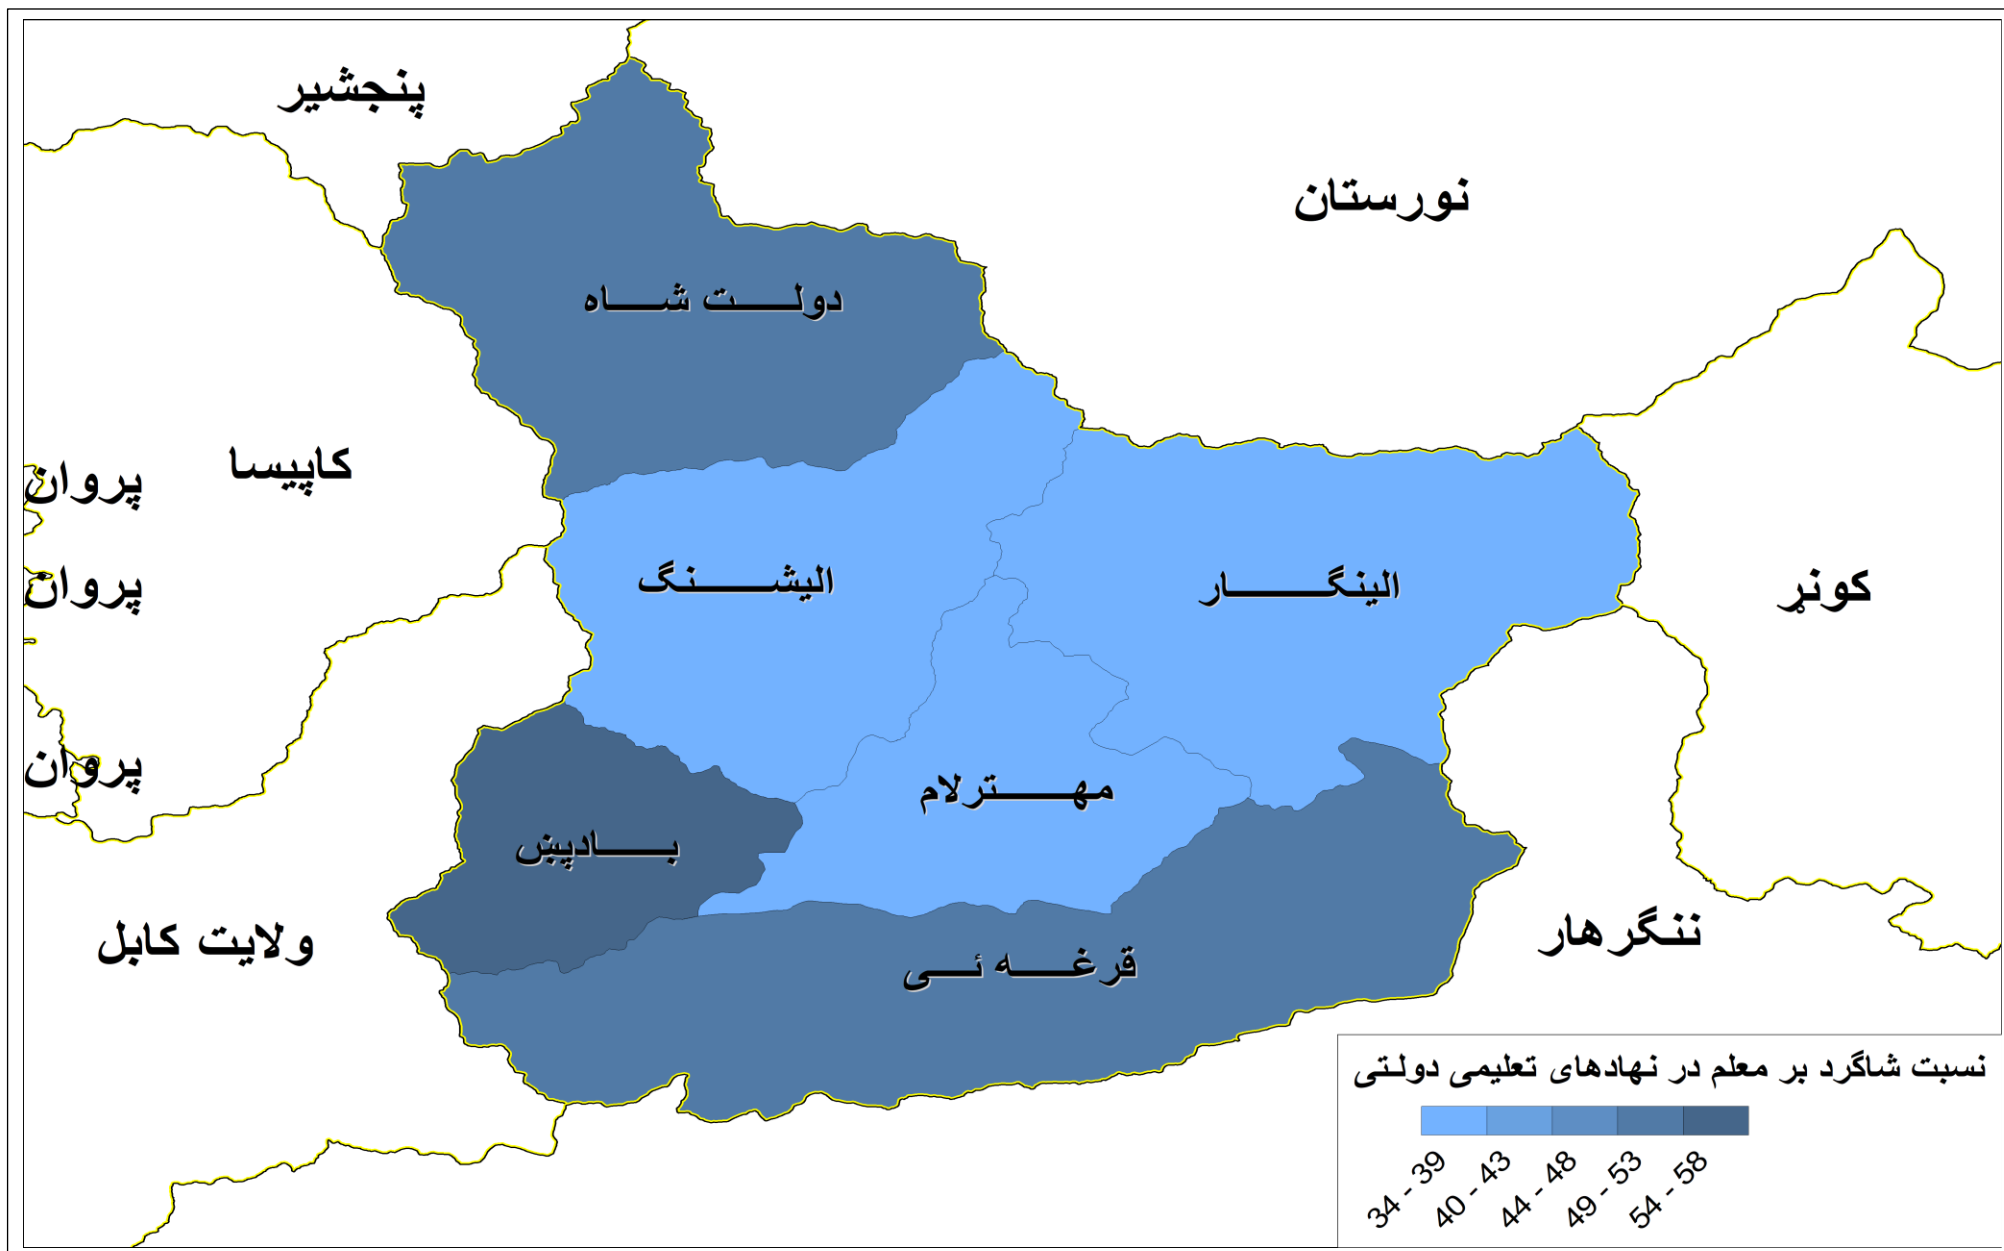 پنجشیر
نورستان
دولت شاه
کاپیسا
پروان
الیشنگ
الینگار
کونړ
پروان
پروان
مهترلام
بادپښ
ننگرهار
ولایت کابل
قرغه ئی
نسبت شاگرد بر معلم در نهادهای تعلیمی دولتی
34 - 39
40 - 43
44 - 48
49 - 53
54 - 58